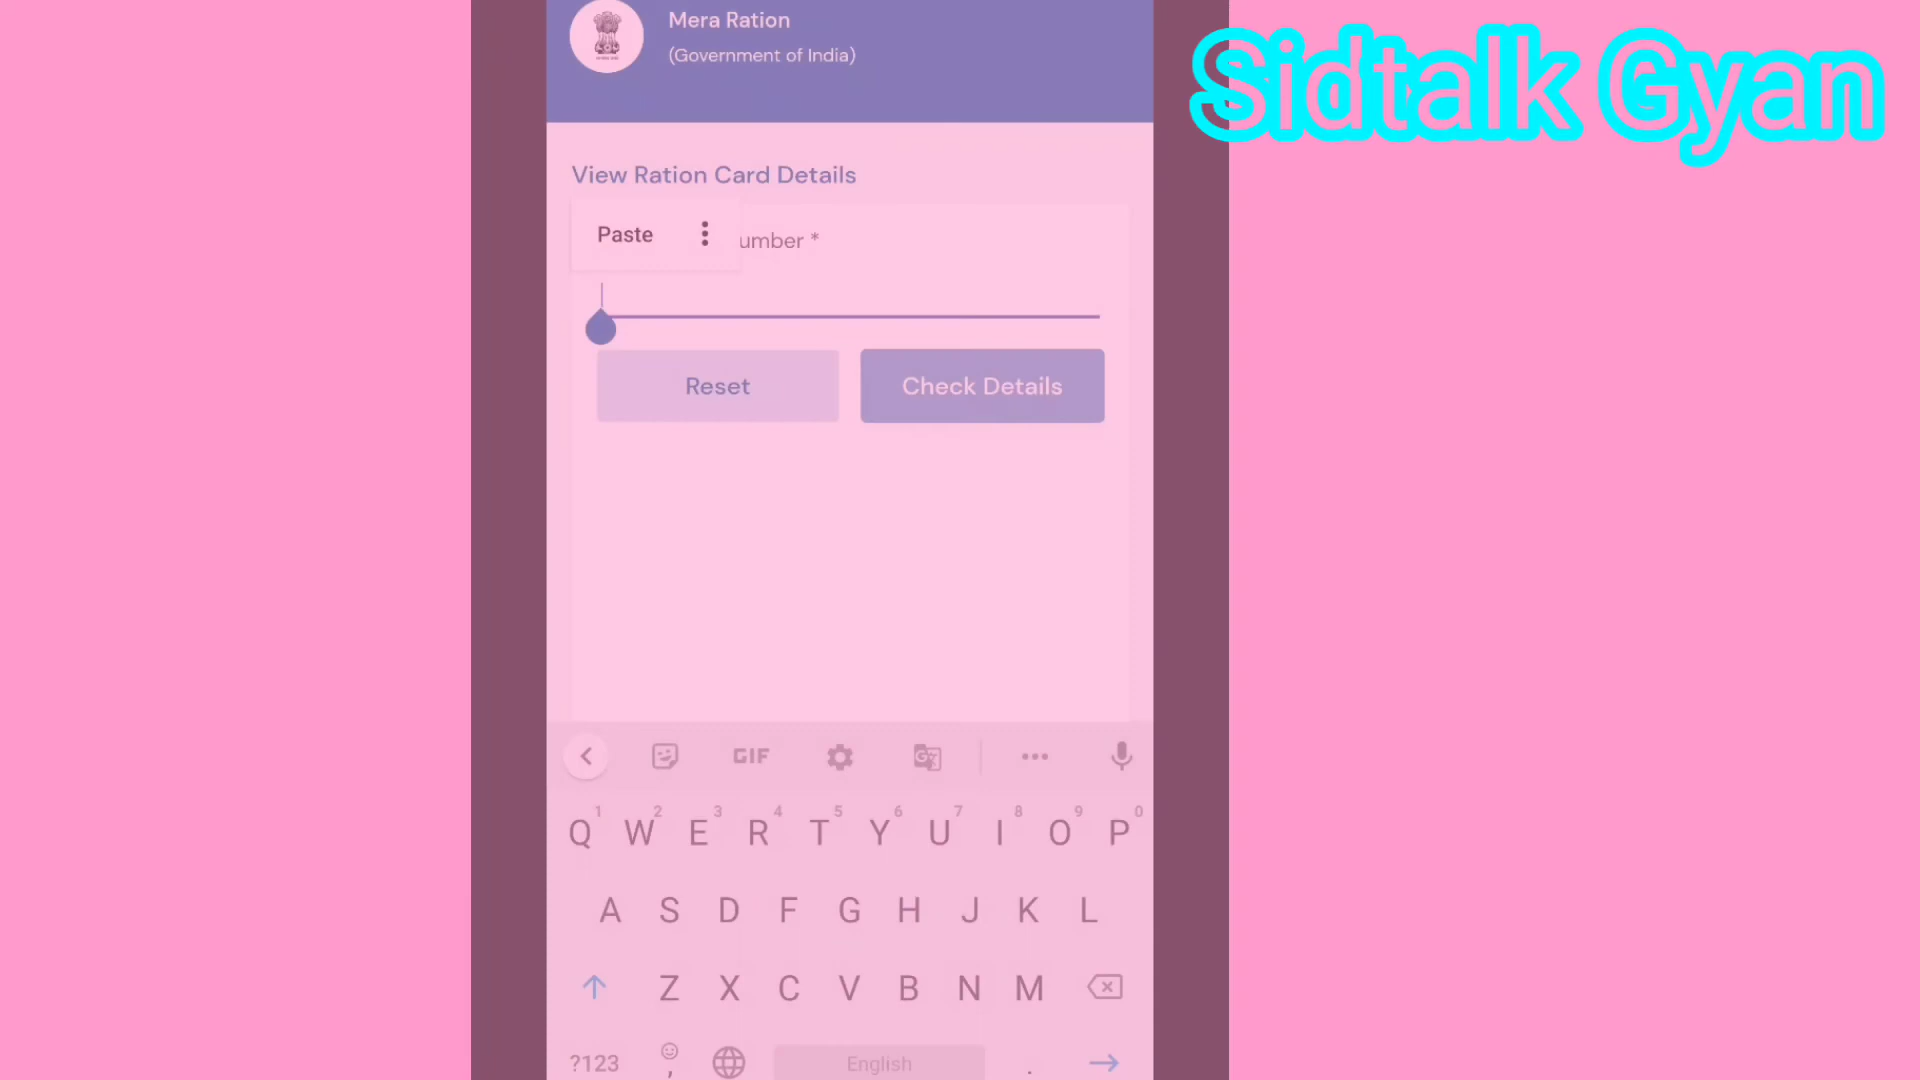 Mera Ration
(Government of India)
Sidtalk Gyan
View Ration Card Details
Paste
umber *
Reset
Check Details
GIF
1 2 3 4 5 6 7 8 9 0
Q W E R T Y U I O P
A S D F G H J K L
Z X C V B N M
?123 , English .